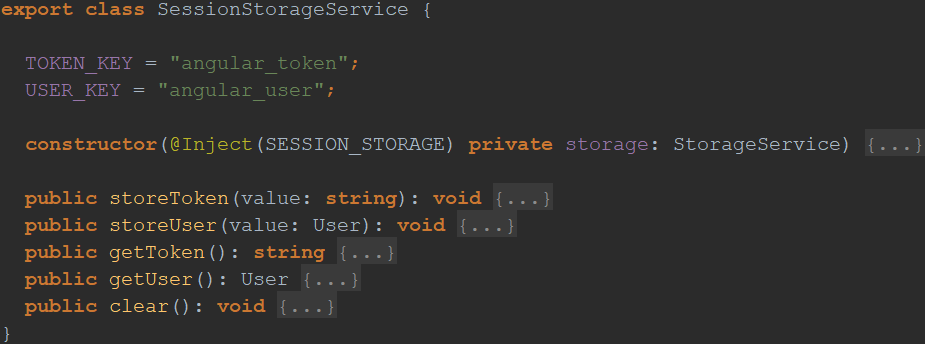 export class SessionStorageService {
TOKEN_KEY = "angular_token";
USER_KEY = "angular_user";
constructor(@Inject(SESSION_STORAGE) private storage: StorageService) {...}
public storeToken(value: string): void {...}
public storeUser(value: User): void {...}
public getToken(): string {...}
public getUser(): User {...}
public clear(): void {...}
}